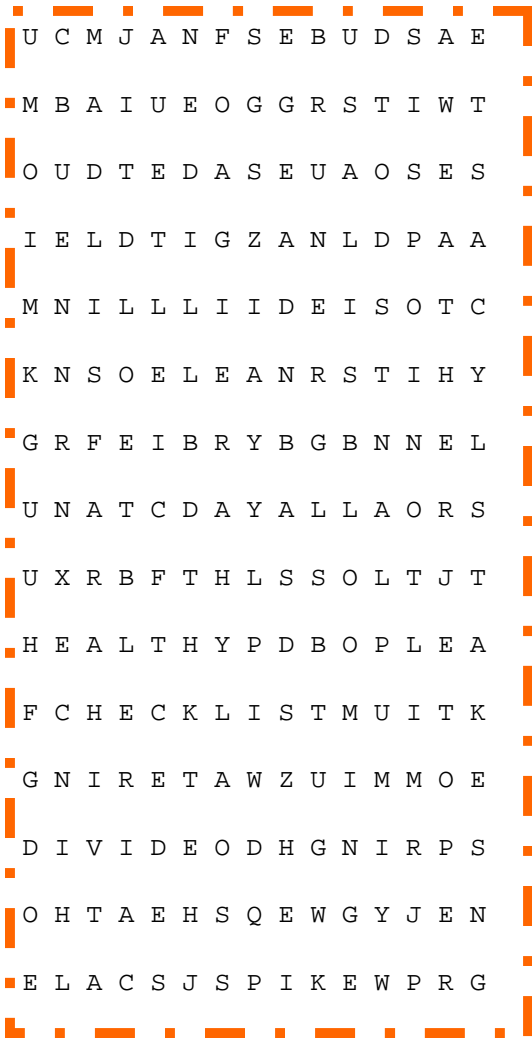 U C M J A N F S E B U D S A E
M B A I U E O G G R S T I W T
O U D T E D A S E U A O S E S
I E L D T I G Z A N L D P A A
M N I L L L I I D E I S O T C
K N S O E L E A N R S T I H Y
G R F E I B R Y B G B N N E L
U N A T C D A Y A L L A O R S
U X R B F T H L S S O L T J T
H E A L T H Y P D B O P L E A
F C H E C K L I S T M U I T K
G N I R E T A W Z U I M M O E
D I V I D E O D H G N I R P S
O H T A E H S Q E W G Y J E N
E L A C S J S P I K E W P R G